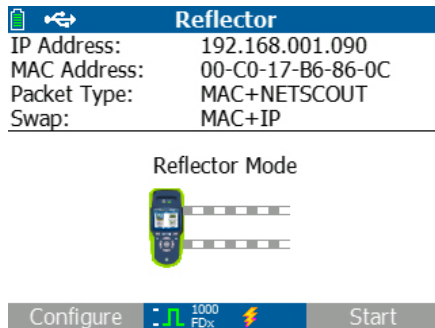 Reflector
IP Address: 192.168.001.090
MAC Address: 00-C0-17-B6-86-0C
Packet Type: MAC+NETSCOUT
Swap: MAC+IP
Reflector Mode
Configure 1000 FDx Start